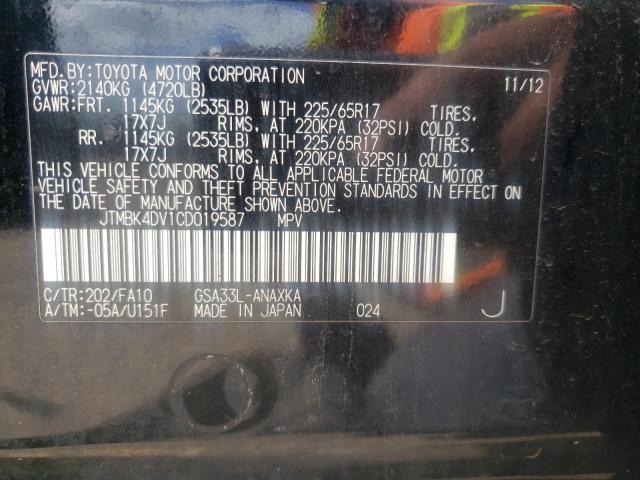 MFD.BY:TOYOTA MOTOR CORPORATION 11/12
GVWR:2140KG (4720LB)
GAWR:FRT. 1145KG (2535LB) WITH 225/65R17 TIRES.
17X7J RIMS, AT 220KPA (32PSI) COLD.
RR. 1145KG (2535LB) WITH 225/65R17 TIRES.
17X7J RIMS, AT 220KPA (32PSI) COLD.
THIS VEHICLE CONFORMS TO ALL APPLICABLE FEDERAL MOTOR
VEHICLE SAFETY AND THEFT PREVENTION STANDARDS IN EFFECT ON
THE DATE OF MANUFACTURE SHOWN ABOVE.
JTMBK4DV1CD019587 MPV
C/TR:202/FA10 GSA33L-ANAXKA
A/TM:-05A/U151F MADE IN JAPAN 024 J